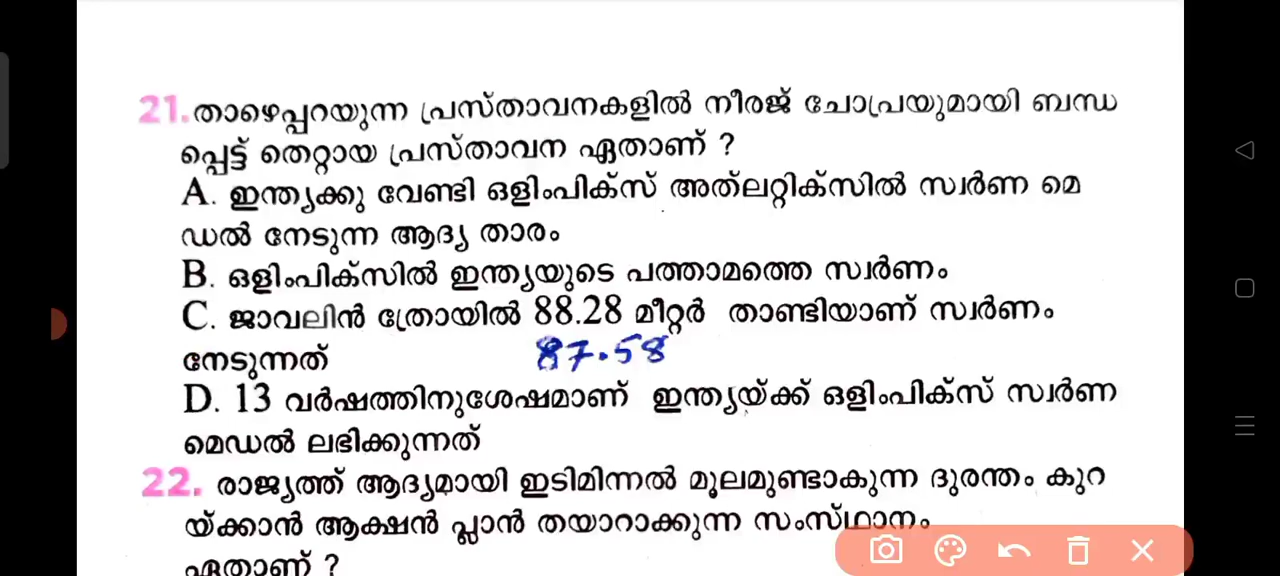 21.താഴെപ്പറയുന്ന പ്രസ്താവനകളിൽ നീരജ് ചോപ്രയുമായി ബന്ധ
പ്പെട്ട് തെറ്റായ പ്രസ്താവന ഏതാണ് ?
A. ഇന്ത്യക്കു വേണ്ടി ഒളിംപിക്സ് അത്‌ലറ്റിക്സിൽ സ്വർണ മെ
ഡൽ നേടുന്ന ആദ്യ താരം
B. ഒളിംപിക്സിൽ ഇന്ത്യയുടെ പത്താമത്തെ സ്വർണം
C. ജാവലിൻ ത്രോയിൽ 88.28 മീറ്റർ താണ്ടിയാണ് സ്വർണം
നേടുന്നത്
87.58
D. 13 വർഷത്തിനുശേഷമാണ് ഇന്ത്യയ്ക്ക് ഒളിംപിക്സ് സ്വർണ
മെഡൽ ലഭിക്കുന്നത്
22. രാജ്യത്ത് ആദ്യമായി ഇടിമിന്നൽ മൂലമുണ്ടാകുന്ന ദുരന്തം കുറ
യ്ക്കാൻ ആക്ഷൻ പ്ലാൻ തയാറാക്കുന്ന സംസ്ഥാനം
ഏതാണ് ?